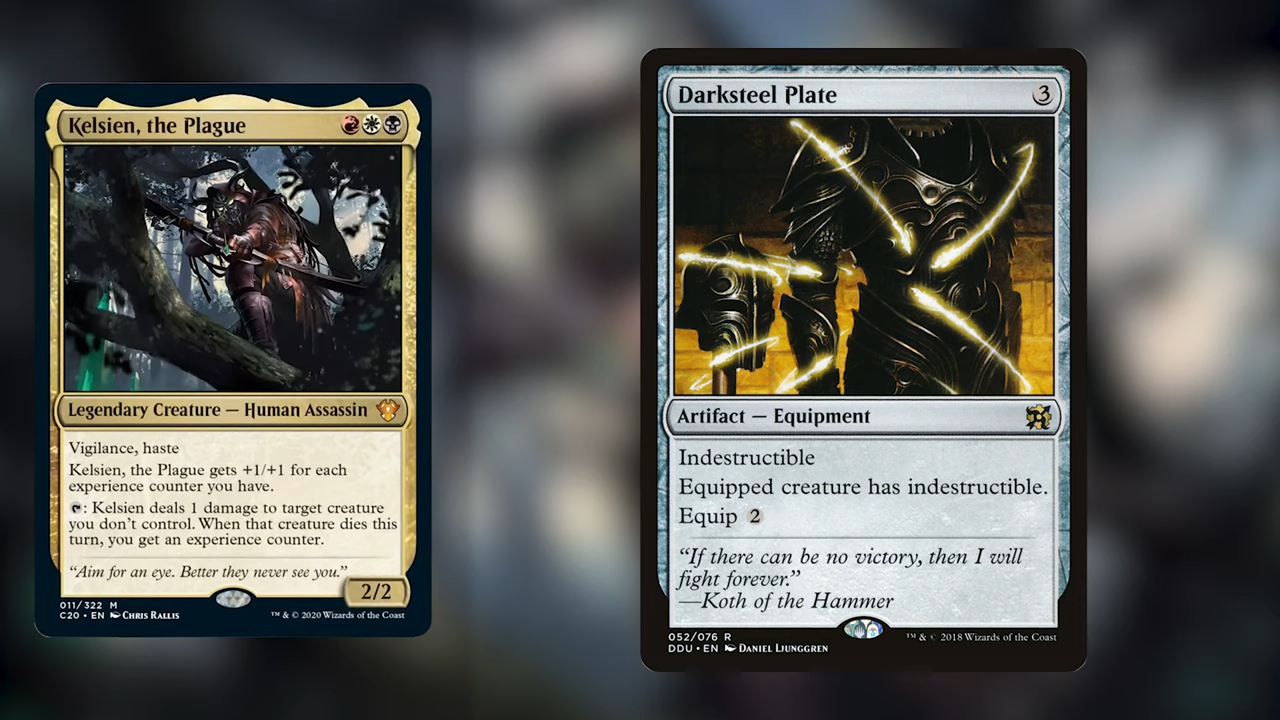 Kelsien, the Plague
Legendary Creature — Human Assassin
Vigilance, haste
Kelsien, the Plague gets +1/+1 for each
experience counter you have.
: Kelsien deals 1 damage to target creature
you don't control. When that creature dies this
turn, you get an experience counter.
"Aim for an eye. Better they never see you."
2/2
011/322 M
C20 • EN Chris Rallis
™ & © 2020 Wizards of the Coast
Darksteel Plate 3
Artifact — Equipment
Indestructible
Equipped creature has indestructible.
Equip 2
"If there can be no victory, then I will
fight forever."
—Koth of the Hammer
052/076 R
DDU • EN Daniel Ljunggren
™ & © 2018 Wizards of the Coast